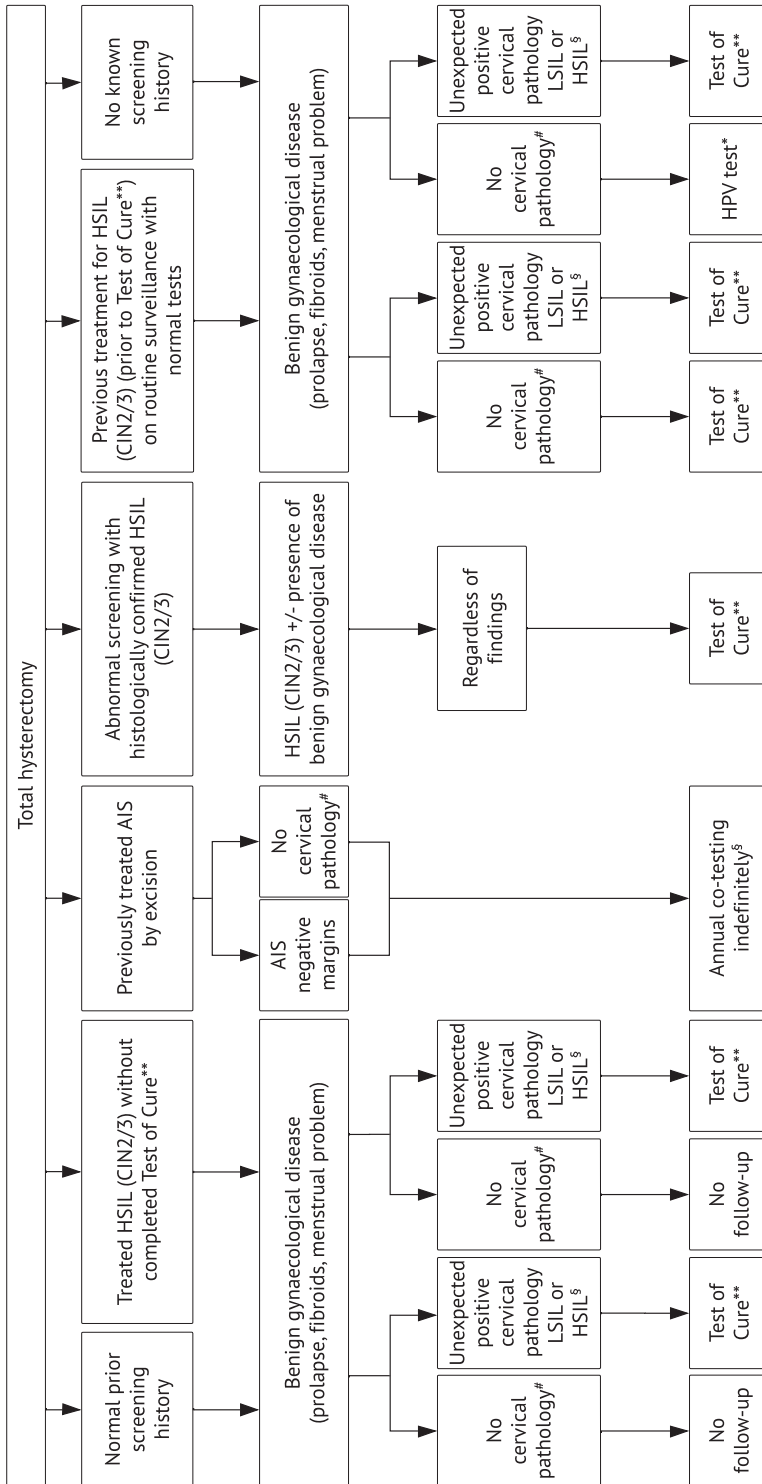 Total hysterectomy
Normal prior
screening
history
Treated HSIL (CIN2/3) without
completed Test of Cure**
Previously treated AIS
by excision
Abnormal screening with
histologically confirmed HSIL
(CIN2/3)
Previous treatment for HSIL
(CIN2/3) (prior to Test of Cure**)
on routine surveillance with
normal tests
No known
screening
history
Benign gynaecological disease
(prolapse, fibroids, menstrual problem)
AIS
negative
margins
No
cervical
pathology#
HSIL (CIN2/3) +/- presence of
benign gynaecological disease
Benign gynaecological disease
(prolapse, fibroids, menstrual problem)
No
cervical
pathology#
Unexpected
positive
cervical
pathology
LSIL or
HSIL§
No
cervical
pathology#
Unexpected
positive
cervical
pathology
LSIL or
HSIL§
Regardless of
findings
No
cervical
pathology#
Unexpected
positive
cervical
pathology
LSIL or
HSIL§
No
cervical
pathology#
Unexpected
positive
cervical
pathology
LSIL or
HSIL§
No
follow-up
Test of
Cure**
No
follow-up
Test of
Cure**
Annual co-testing
indefinitely§
Test of
Cure**
Test of
Cure**
Test of
Cure**
HPV test*
Test of
Cure**